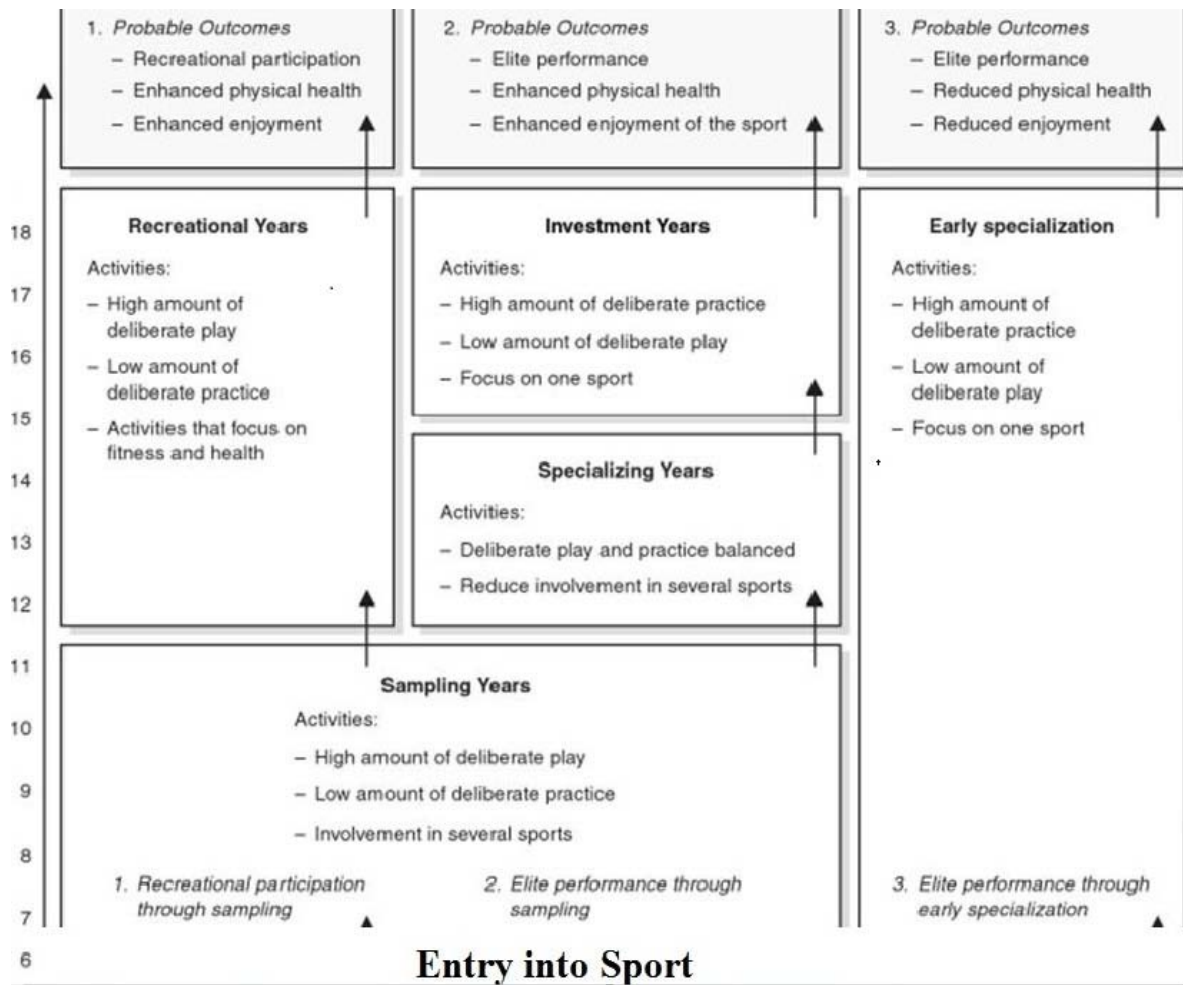 1. Probable Outcomes
– Recreational participation
– Enhanced physical health
– Enhanced enjoyment
2. Probable Outcomes
– Elite performance
– Enhanced physical health
– Enhanced enjoyment of the sport
3. Probable Outcomes
– Elite performance
– Reduced physical health
– Reduced enjoyment
18
17
16
15
14
13
12
11
10
9
8
7
6
Recreational Years
Activities:
– High amount of
deliberate play
– Low amount of
deliberate practice
– Activities that focus on
fitness and health
Investment Years
Activities:
– High amount of deliberate practice
– Low amount of deliberate play
– Focus on one sport
Specializing Years
Activities:
– Deliberate play and practice balanced
– Reduce involvement in several sports
Early specialization
Activities:
– High amount of
deliberate practice
– Low amount of
deliberate play
– Focus on one sport
Sampling Years
Activities:
– High amount of deliberate play
– Low amount of deliberate practice
– Involvement in several sports
1. Recreational participation
through sampling
2. Elite performance through
sampling
3. Elite performance through
early specialization
Entry into Sport